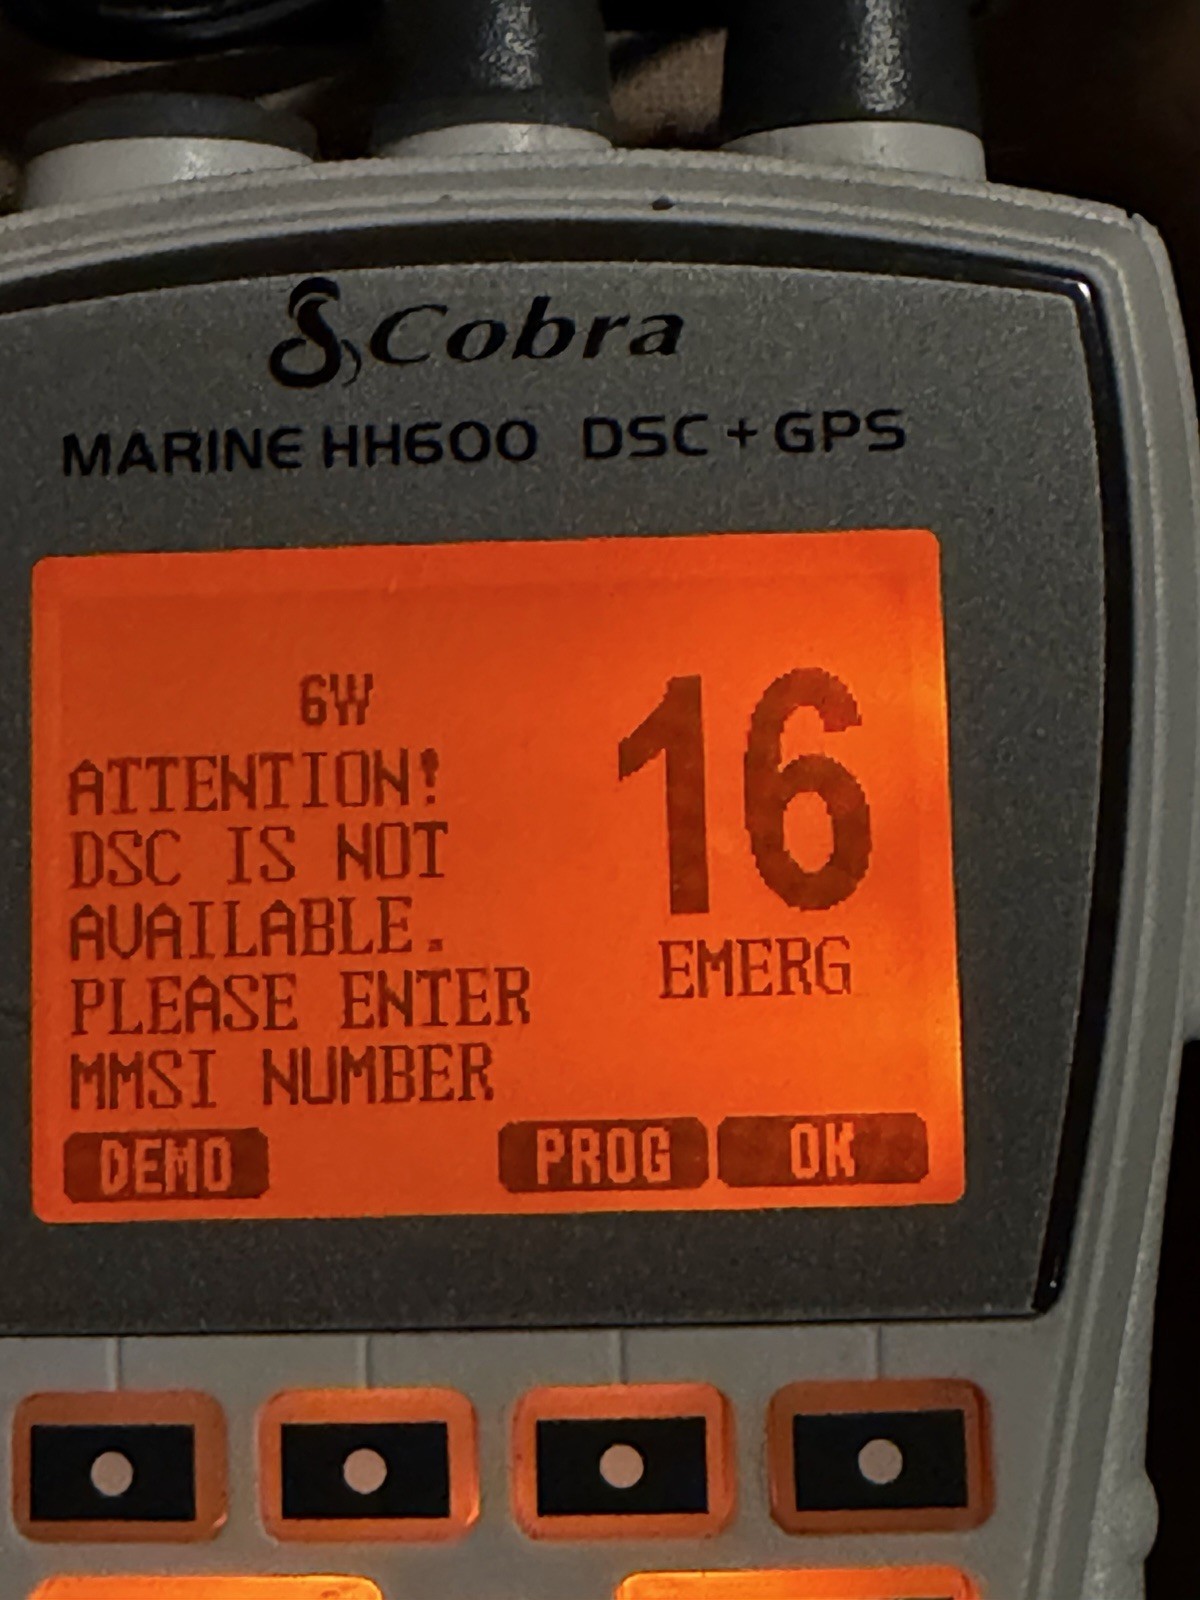 Cobra
MARINE HH600 DSC + GPS
6W
16
ATTENTION!
DSC IS NOT
AVAILABLE.
EMERG
PLEASE ENTER
MMSI NUMBER
DEMO PROG OK